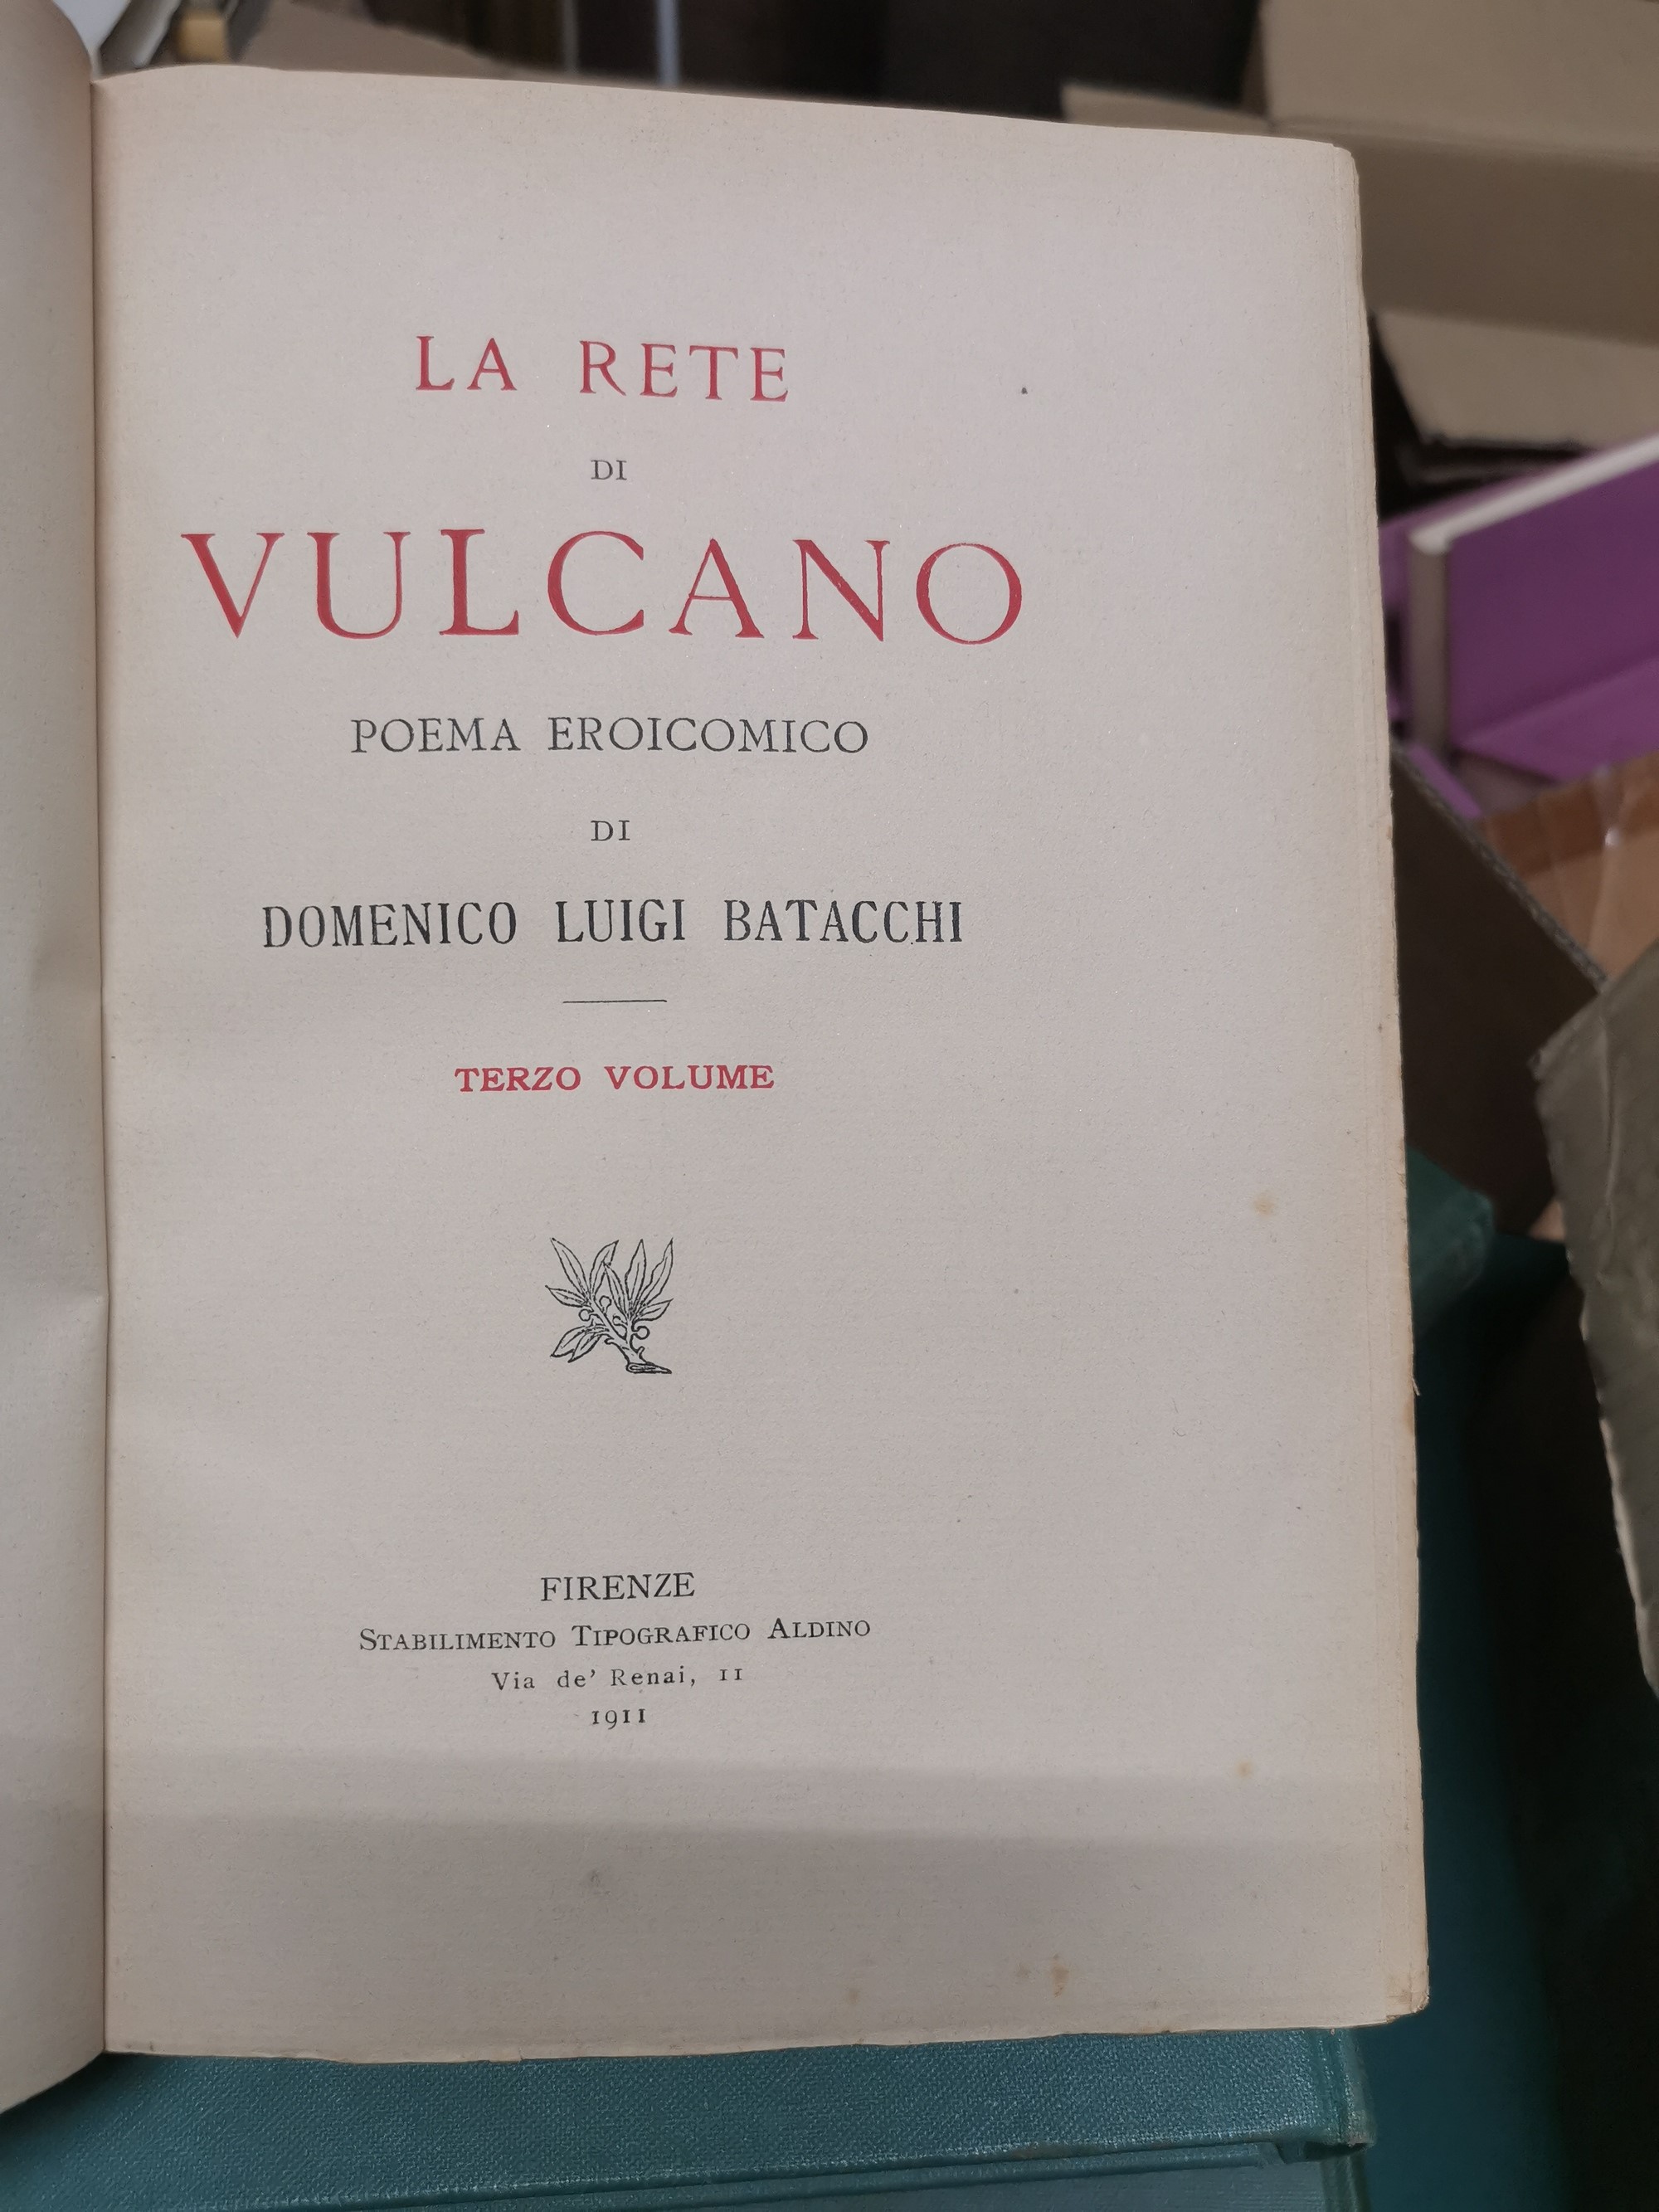 LA RETE
DI
VULCANO
POEMA EROICOMICO
DI
DOMENICO LUIGI BATACCHI
TERZO VOLUME
FIRENZE
STABILIMENTO TIPOGRAFICO ALDINO
Via de' Renai, 11
1911